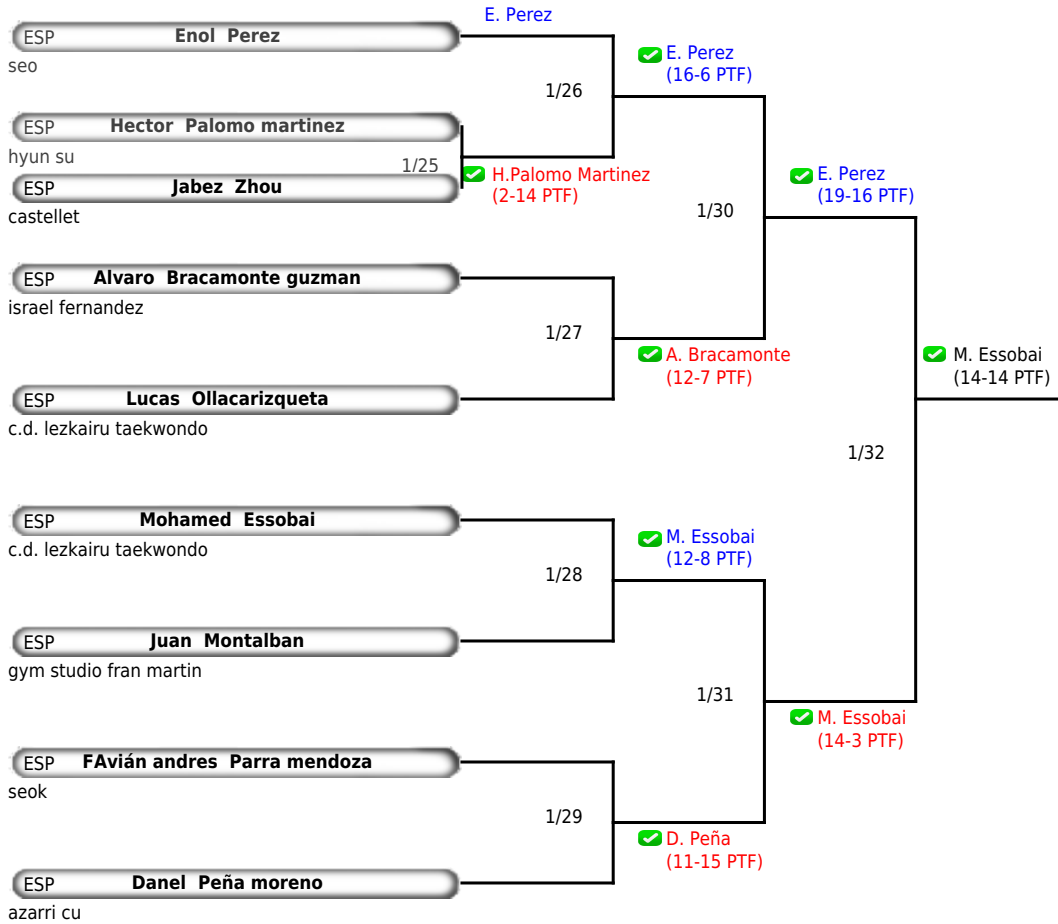 E. Perez
ESP Enol Perez
seo
E. Perez
(16-6 PTF)
1/26
ESP Hector Palomo martinez
hyun su
1/25
H.Palomo Martinez
(2-14 PTF)
ESP Jabez Zhou
castellet
E. Perez
(19-16 PTF)
1/30
ESP Alvaro Bracamonte guzman
israel fernandez
1/27
A. Bracamonte
(12-7 PTF)
M. Essobai
(14-14 PTF)
ESP Lucas Ollacarizqueta
c.d. lezkairu taekwondo
1/32
ESP Mohamed Essobai
c.d. lezkairu taekwondo
M. Essobai
(12-8 PTF)
1/28
ESP Juan Montalban
gym studio fran martin
1/31
M. Essobai
(14-3 PTF)
ESP FAvián andres Parra mendoza
seok
1/29
D. Peña
(11-15 PTF)
ESP Danel Peña moreno
azarri cu